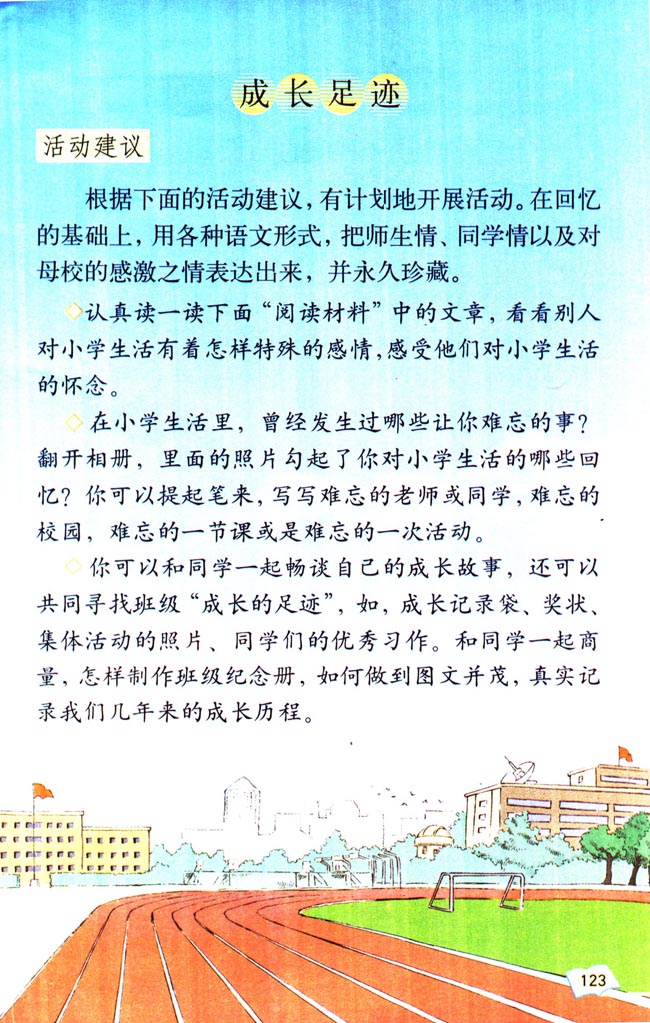 成长足迹
活动建议
根据下面的活动建议，有计划地开展活动。在回忆
的基础上，用各种语文形式，把师生情、同学情以及对
母校的感激之情表达出来，并永久珍藏。
◇认真读一读下面“阅读材料”中的文章，看看别人
对小学生活有着怎样特殊的感情，感受他们对小学生活
的怀念。
◇在小学生活里，曾经发生过哪些让你难忘的事？
翻开相册，里面的照片勾起了你对小学生活的哪些回
忆？你可以提起笔来，写写难忘的老师或同学，难忘的
校园，难忘的一节课或是难忘的一次活动。
◇你可以和同学一起畅谈自己的成长故事，还可以
共同寻找班级“成长的足迹”，如，成长记录袋、奖状、
集体活动的照片、同学们的优秀习作。和同学一起商
量，怎样制作班级纪念册，如何做到图文并茂，真实记
录我们几年来的成长历程。
123